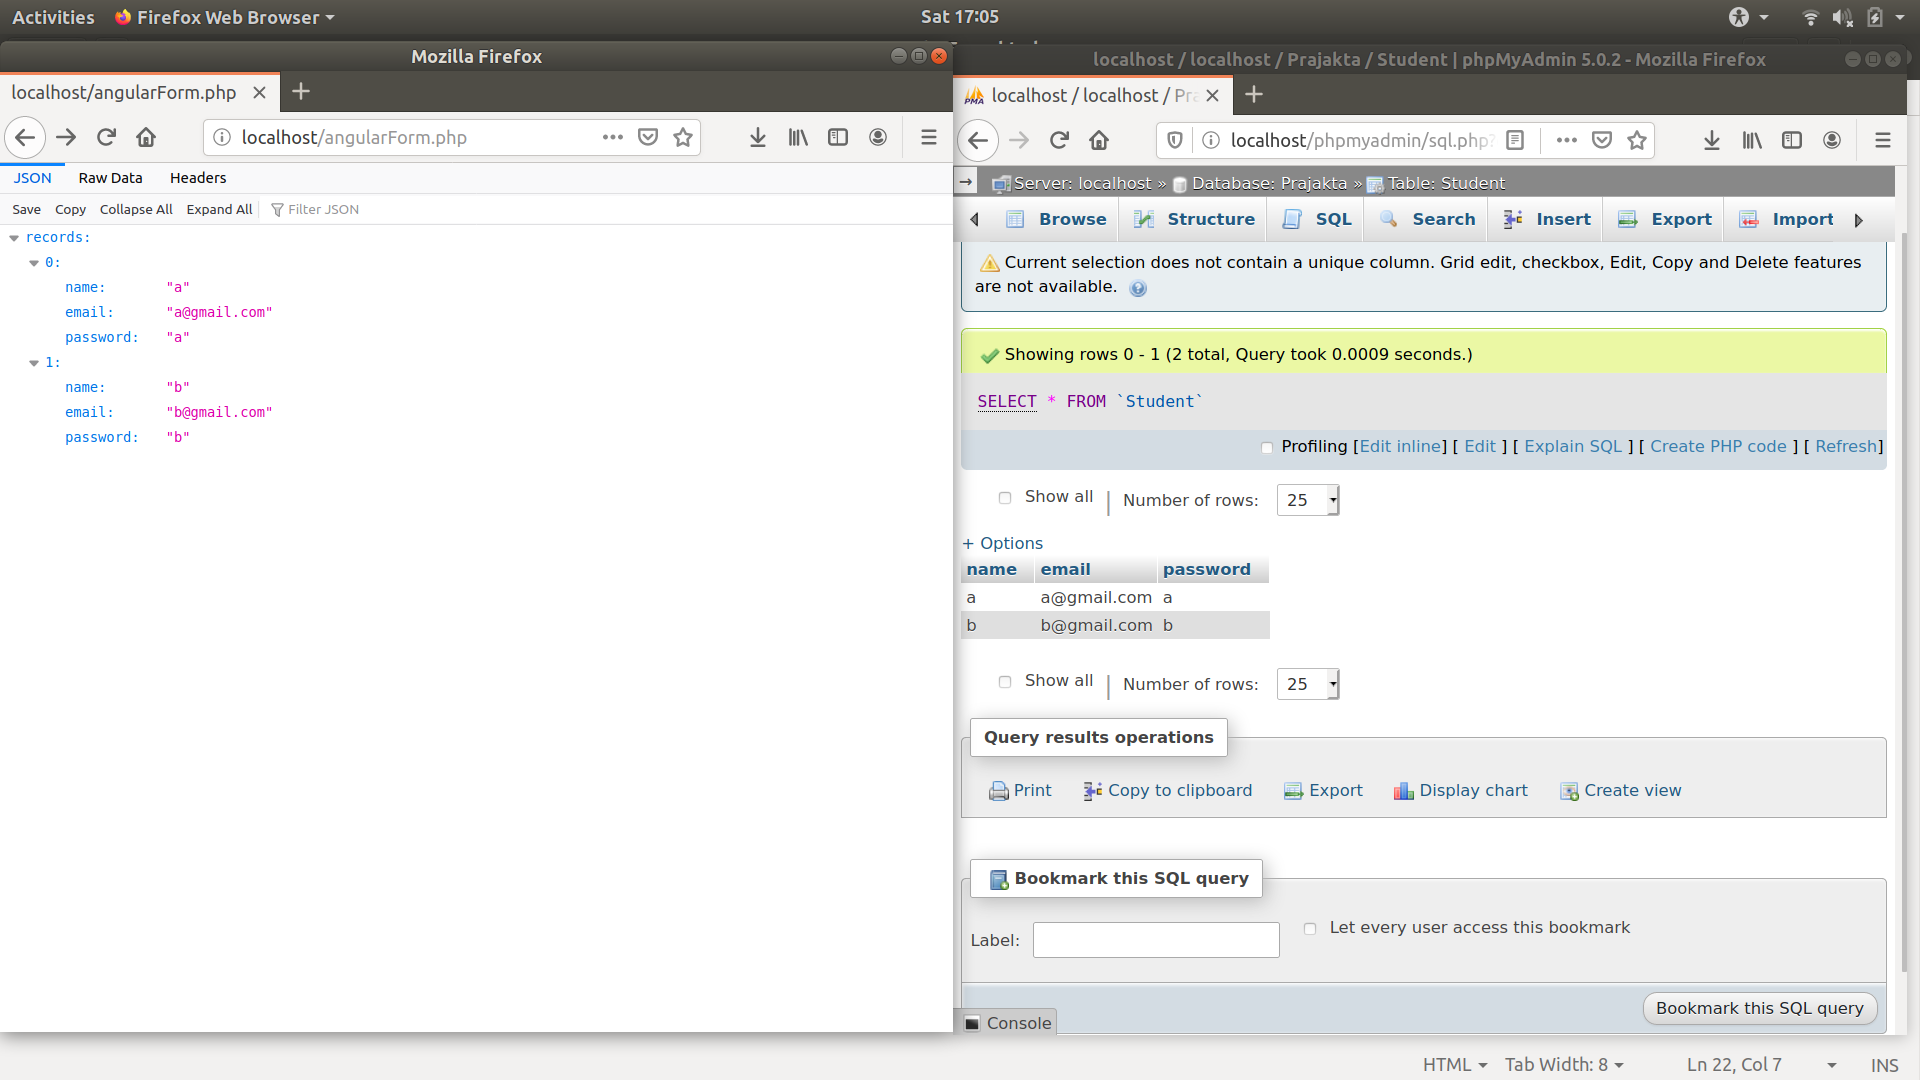 Activities Firefox Web Browser Sat 17:05
Mozilla Firefox
localhost/angularForm.php
localhost/angularForm.php
JSON Raw Data Headers
Save Copy Collapse All Expand All Filter JSON
records:
0:
name: "a"
email: "a@gmail.com"
password: "a"
1:
name: "b"
email: "b@gmail.com"
password: "b"
localhost / localhost / Prajakta / Student | phpMyAdmin 5.0.2 - Mozilla Firefox
PMA localhost / localhost / Pra
localhost/phpmyadmin/sql.php?
Server: localhost » Database: Prajakta » Table: Student
Browse Structure SQL Search Insert Export Import
Current selection does not contain a unique column. Grid edit, checkbox, Edit, Copy and Delete features
are not available.
Showing rows 0 - 1 (2 total, Query took 0.0009 seconds.)
SELECT * FROM `Student`
Profiling [Edit inline] [ Edit ] [ Explain SQL ] [ Create PHP code ] [ Refresh]
Show all | Number of rows: 25
+ Options
name email password
a a@gmail.com a
b b@gmail.com b
Show all | Number of rows: 25
Query results operations
Print Copy to clipboard Export Display chart Create view
Bookmark this SQL query
Label: Let every user access this bookmark
Bookmark this SQL query
Console
HTML Tab Width: 8 Ln 22, Col 7 INS